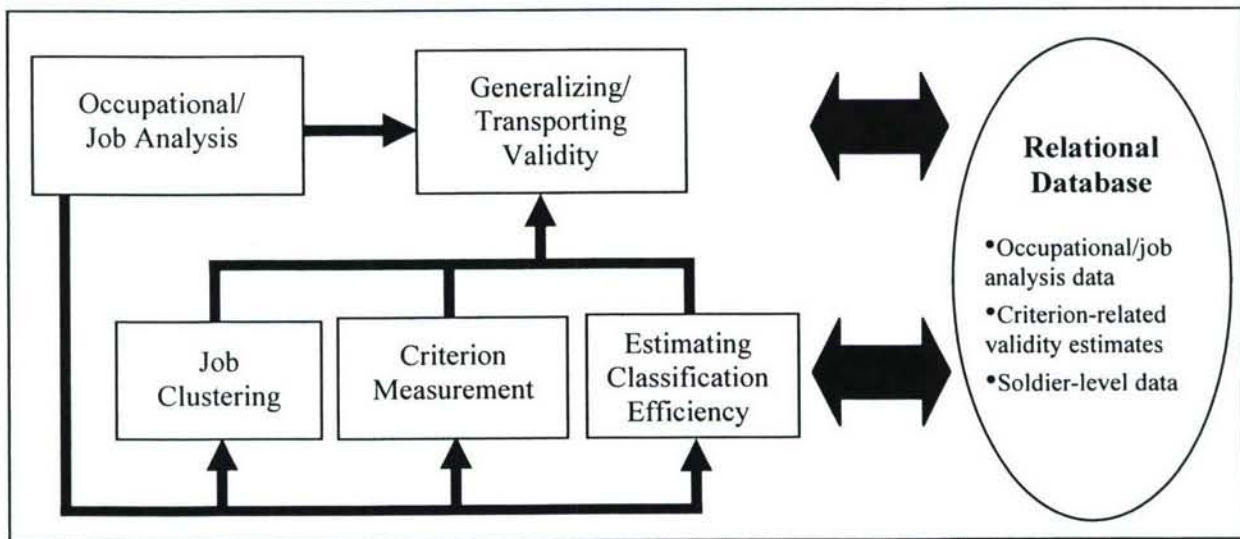 Occupational/
Job Analysis
Generalizing/
Transporting
Validity
Job
Clustering
Criterion
Measurement
Estimating
Classification
Efficiency
Relational
Database
•Occupational/job
analysis data
•Criterion-related
validity estimates
•Soldier-level data